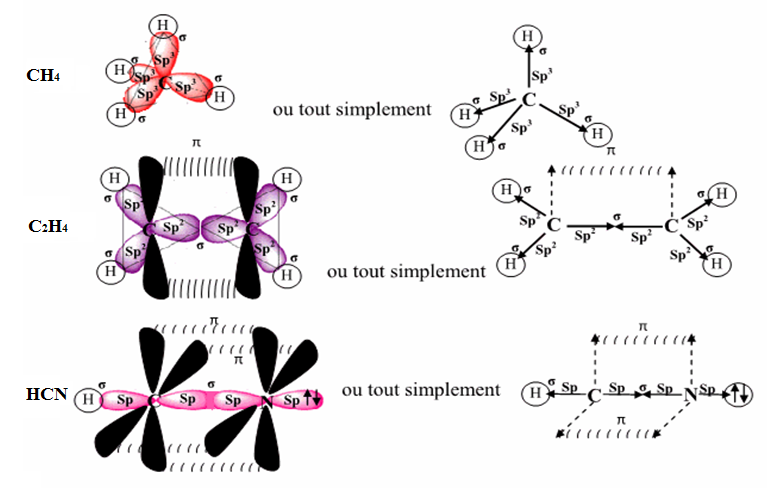 CH₄
H
σ
Sp³
H
σ
Sp³
C
Sp³
σ
H
Sp³
H
σ
ou tout simplement
H
σ
Sp³
H
σ
Sp³
C
Sp³
σ
H
Sp³
H
σ
C₂H₄
π
H
σ
Sp²
C
Sp²
σ
Sp²
C
Sp²
σ
H
σ
Sp²
H
Sp²
σ
H
ou tout simplement
π
H
σ
Sp²
C
Sp²
σ
Sp²
C
Sp²
σ
H
σ
Sp²
H
Sp²
σ
H
HCN
π
π
H
σ
Sp
C
Sp
σ
Sp
N
Sp
ou tout simplement
π
H
σ
Sp
C
Sp
σ
Sp
N
Sp
π